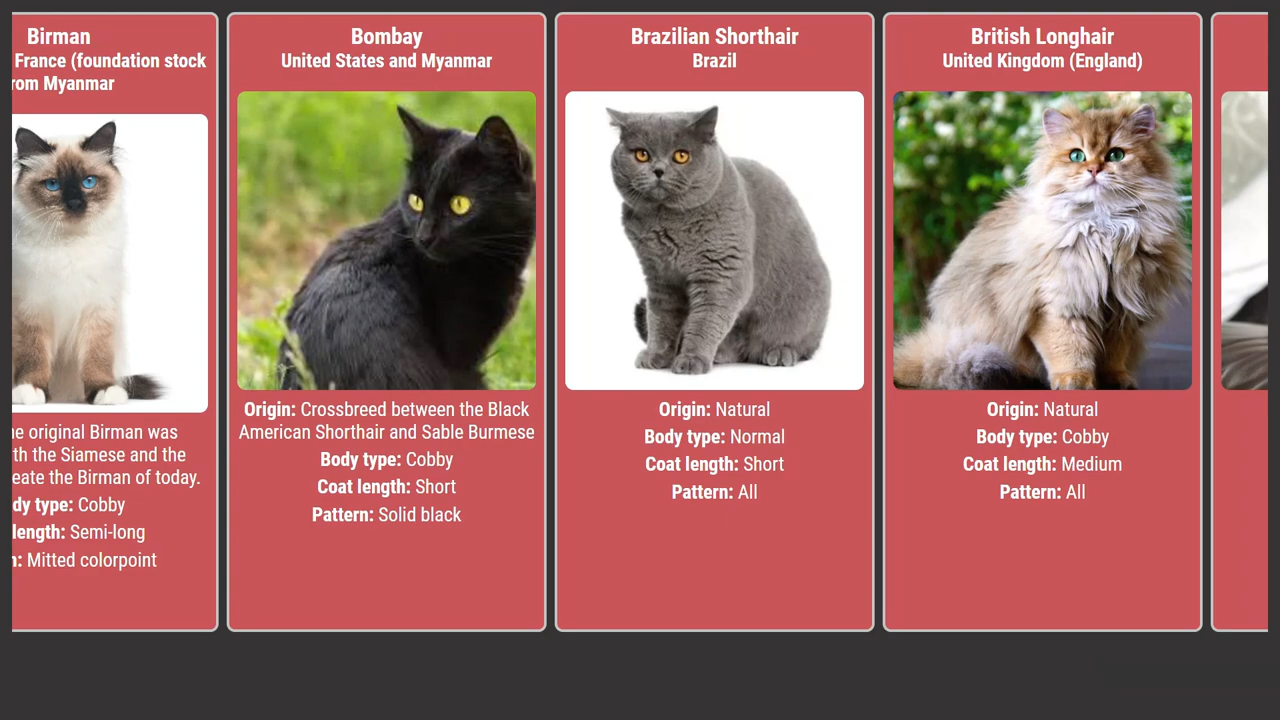 Birman
France (foundation stock
rom Myanmar
ne original Birman was
th the Siamese and the
eate the Birman of today.
dy type: Cobby
length: Semi-long
n: Mitted colorpoint
Bombay
United States and Myanmar
Origin: Crossbreed between the Black
American Shorthair and Sable Burmese
Body type: Cobby
Coat length: Short
Pattern: Solid black
Brazilian Shorthair
Brazil
Origin: Natural
Body type: Normal
Coat length: Short
Pattern: All
British Longhair
United Kingdom (England)
Origin: Natural
Body type: Cobby
Coat length: Medium
Pattern: All